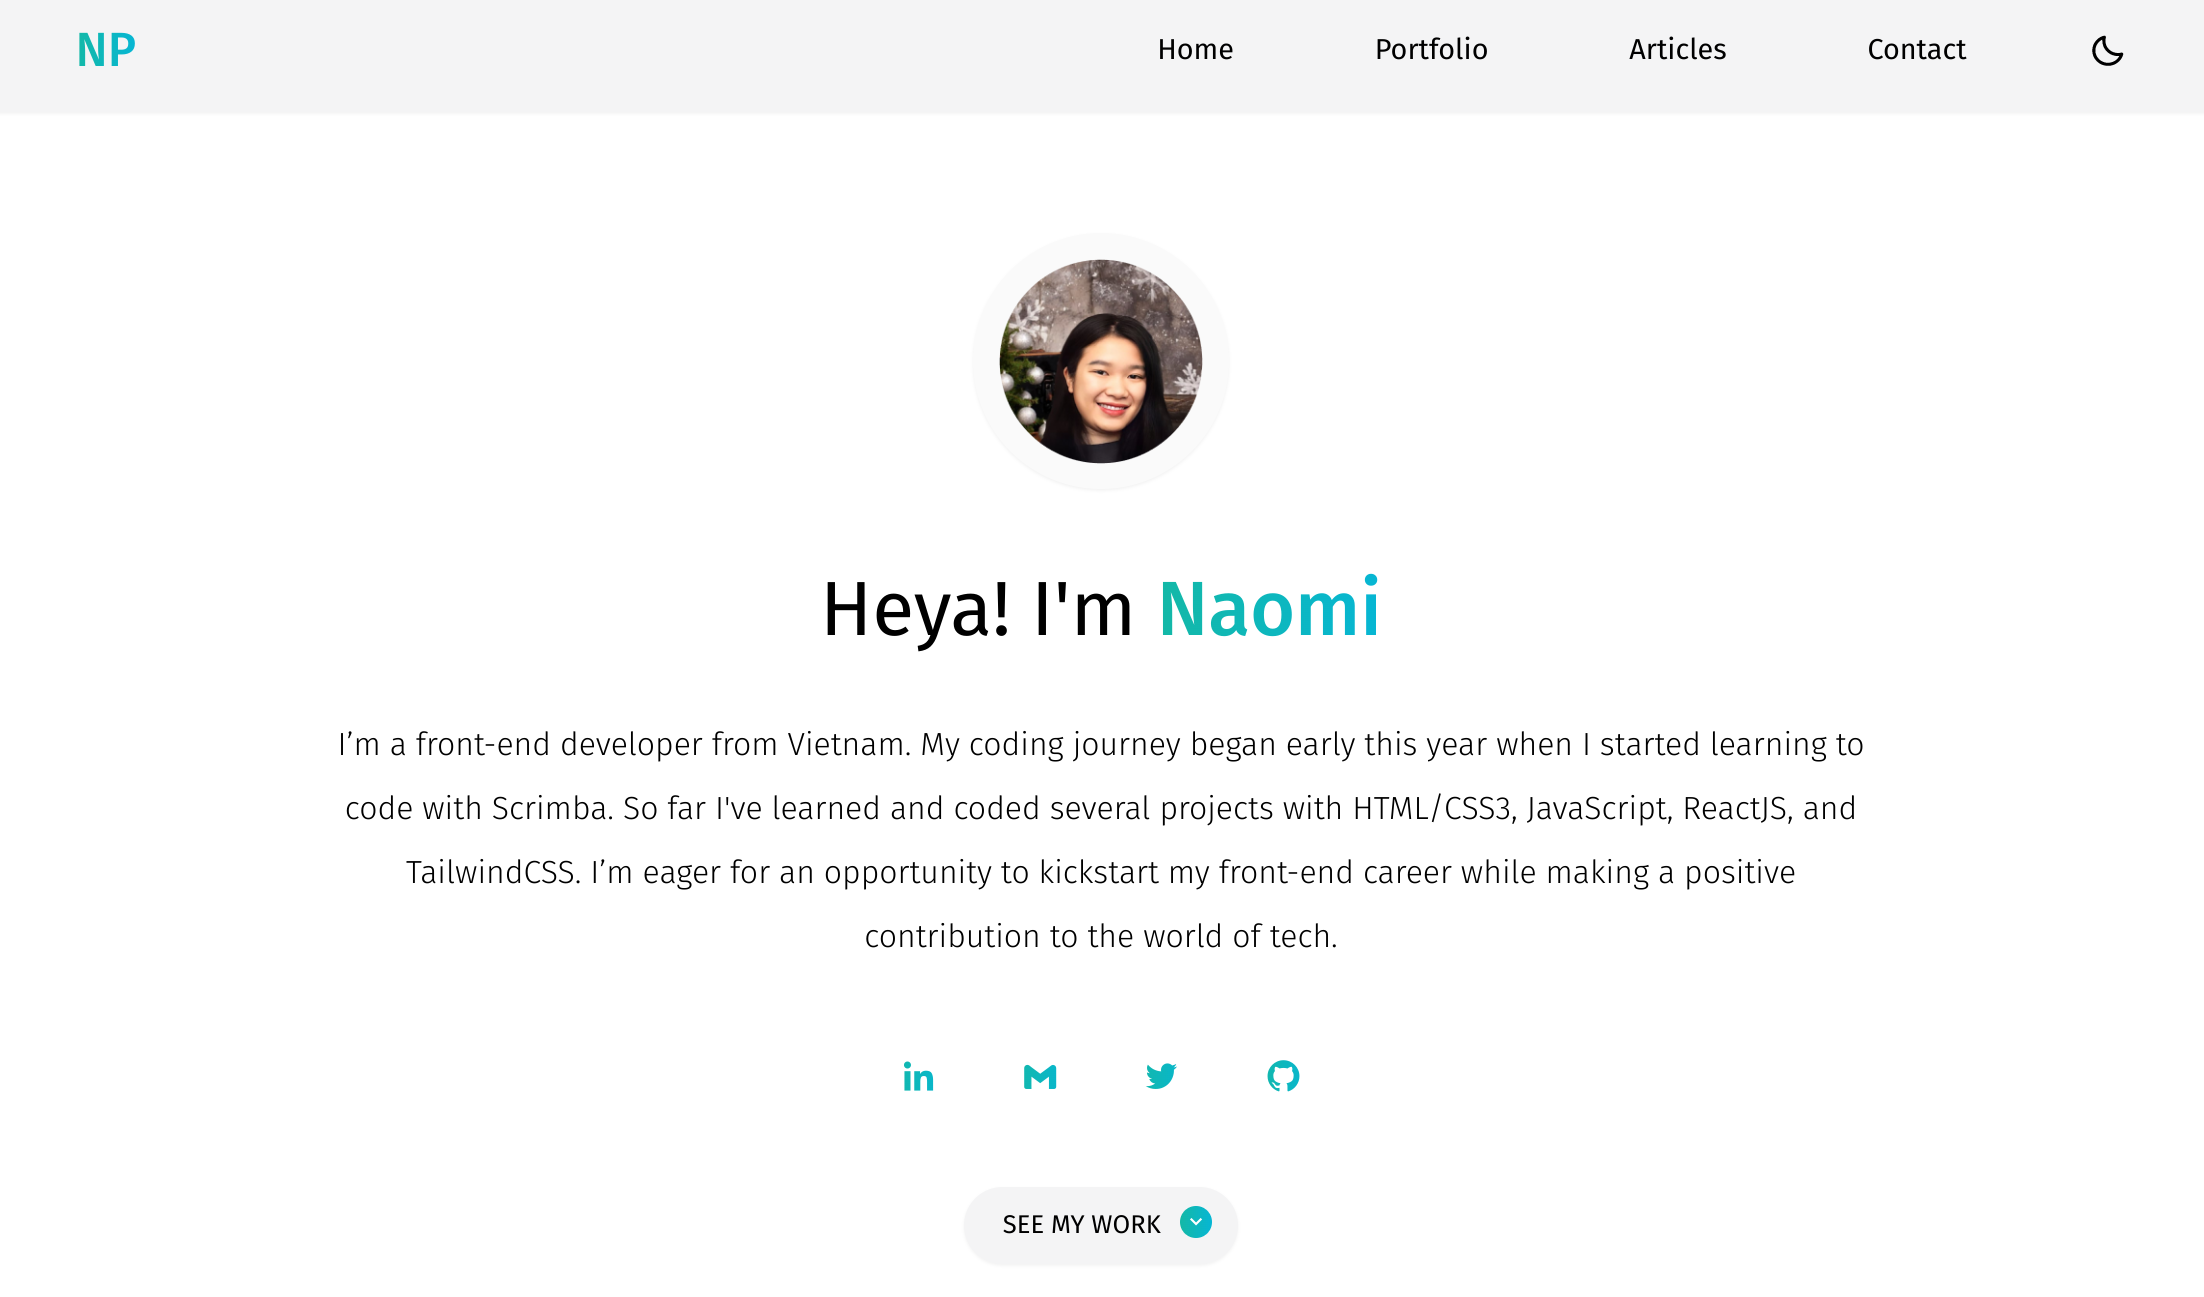 NP
Home
Portfolio
Articles
Contact
Heya! I'm Naomi
I’m a front-end developer from Vietnam. My coding journey began early this year when I started learning to
code with Scrimba. So far I've learned and coded several projects with HTML/CSS3, JavaScript, ReactJS, and
TailwindCSS. I’m eager for an opportunity to kickstart my front-end career while making a positive
contribution to the world of tech.
in
SEE MY WORK